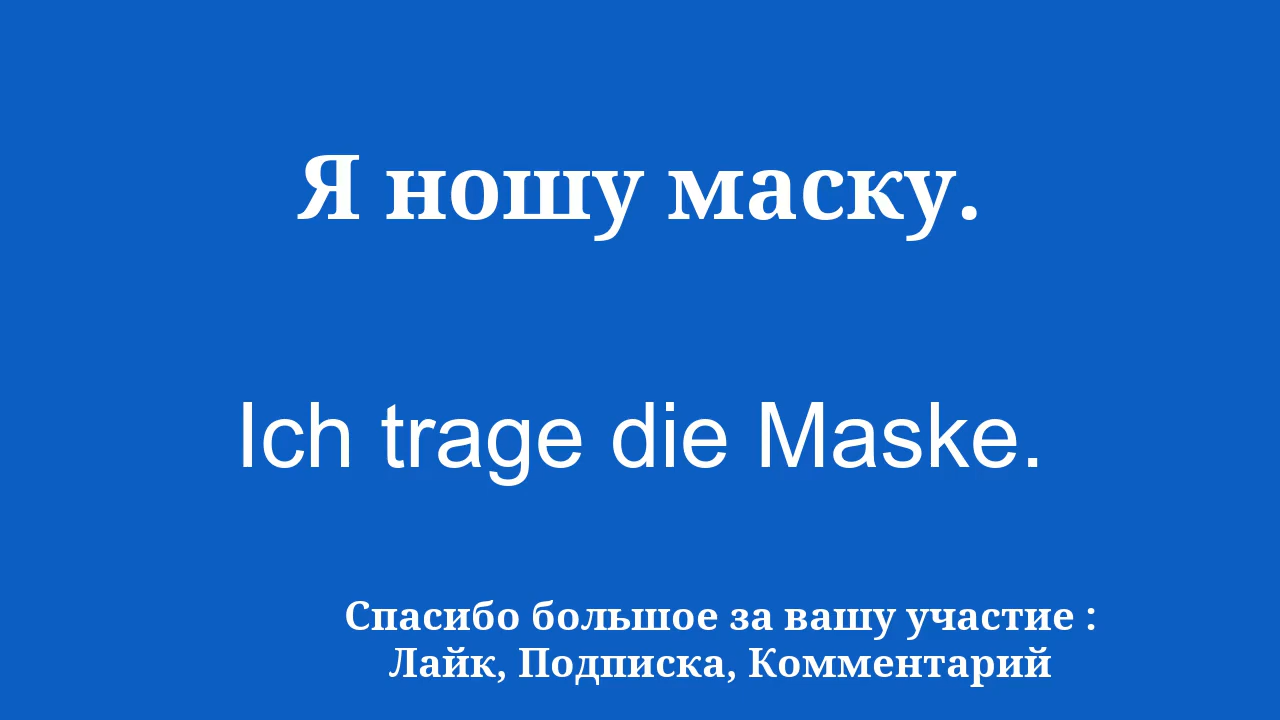 Я ношу маску.
Ich trage die Maske.
Спасибо большое за вашу участие :
Лайк, Подписка, Комментарий